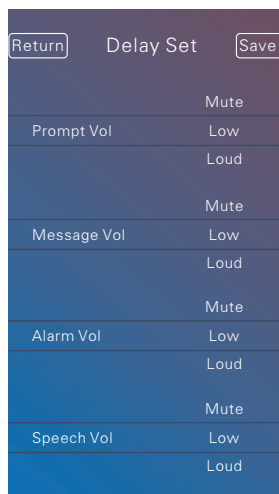 Return Delay Set Save
Mute
Prompt Vol Low
Loud
Mute
Message Vol Low
Loud
Mute
Alarm Vol Low
Loud
Mute
Speech Vol Low
Loud